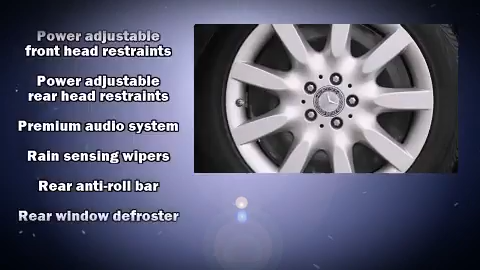 Power adjustable
front head restraints
Power adjustable
rear head restraints
Premium audio system
Rain sensing wipers
Rear anti-roll bar
Rear window defroster